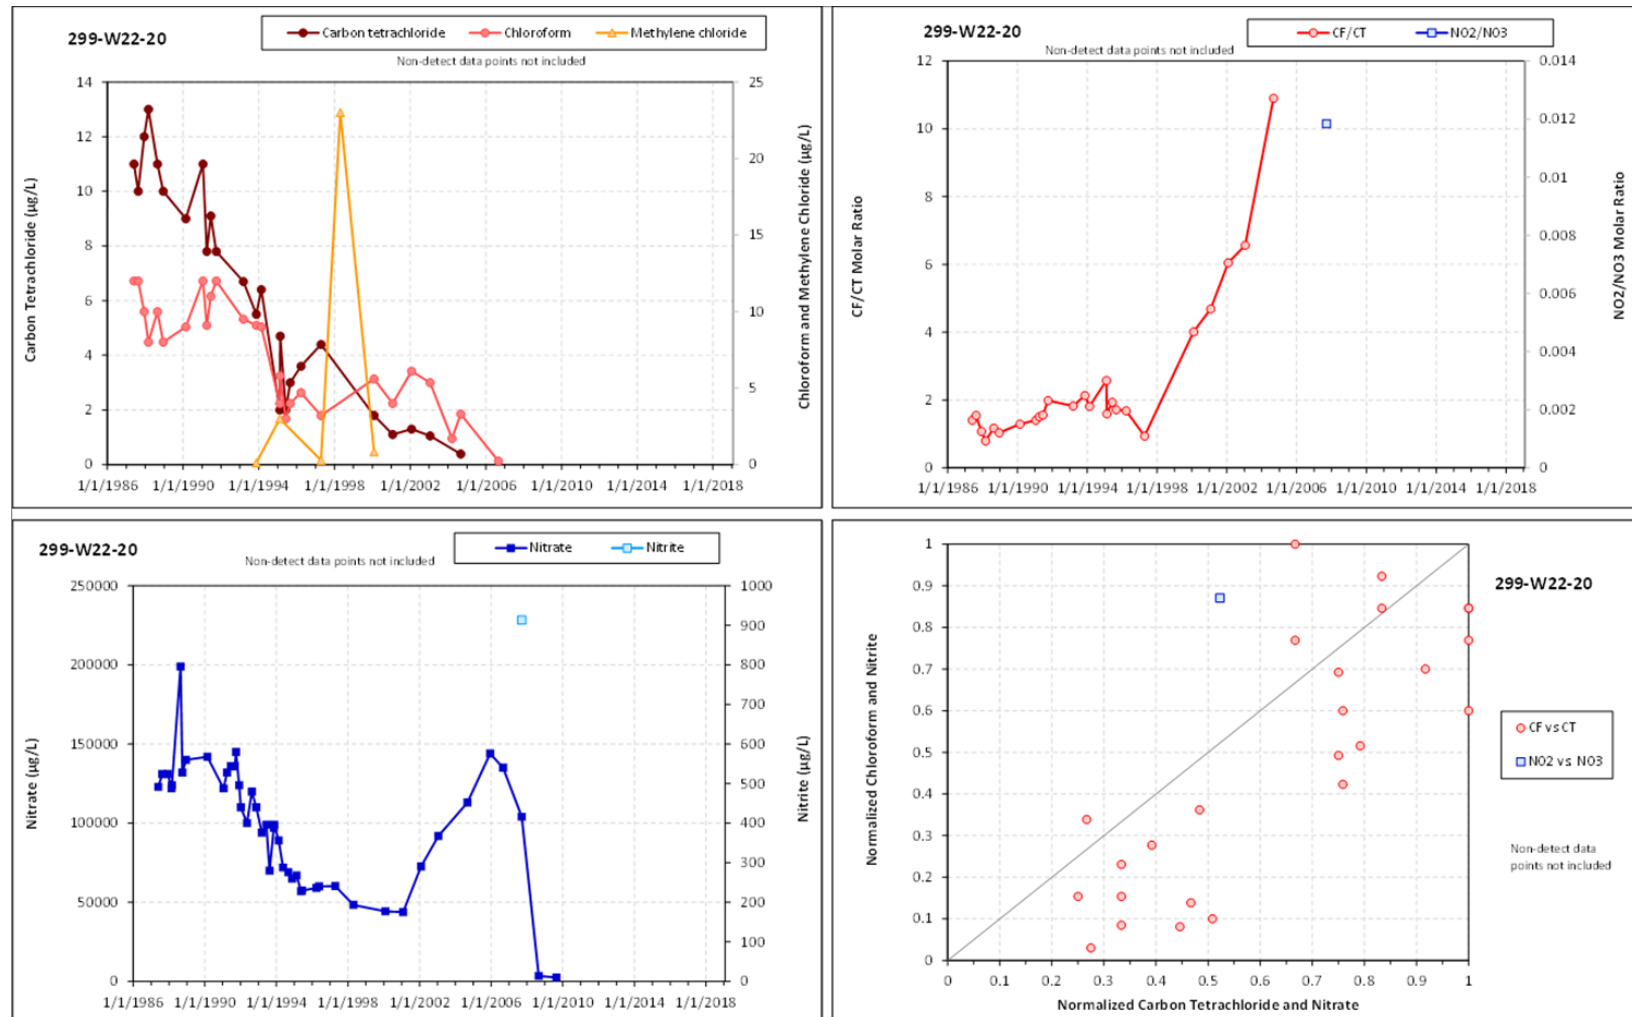 299-W22-20
Carbon tetrachloride Chloroform Methylene chloride
Non-detect data points not included
14
12
10
8
6
4
2
0
25
20
15
10
5
0
Carbon Tetrachloride (µg/L)
Chloroform and Methylene Chloride (µg/L)
1/1/1986 1/1/1990 1/1/1994 1/1/1998 1/1/2002 1/1/2006 1/1/2010 1/1/2014 1/1/2018
299-W22-20
CF/CT NO2/NO3
Non-detect data points not included
12
10
8
6
4
2
0
0.014
0.012
0.01
0.008
0.006
0.004
0.002
0
CF/CT Molar Ratio
NO2/NO3 Molar Ratio
1/1/1986 1/1/1990 1/1/1994 1/1/1998 1/1/2002 1/1/2006 1/1/2010 1/1/2014 1/1/2018
299-W22-20
Nitrate Nitrite
Non-detect data points not included
250000
200000
150000
100000
50000
0
1000
900
800
700
600
500
400
300
200
100
0
Nitrate (µg/L)
Nitrite (µg/L)
1/1/1986 1/1/1990 1/1/1994 1/1/1998 1/1/2002 1/1/2006 1/1/2010 1/1/2014 1/1/2018
299-W22-20
1
0.9
0.8
0.7
0.6
0.5
0.4
0.3
0.2
0.1
0
Normalized Chloroform and Nitrite
CF vs CT
NO2 vs NO3
Non-detect data
points not included
0 0.1 0.2 0.3 0.4 0.5 0.6 0.7 0.8 0.9 1
Normalized Carbon Tetrachloride and Nitrate